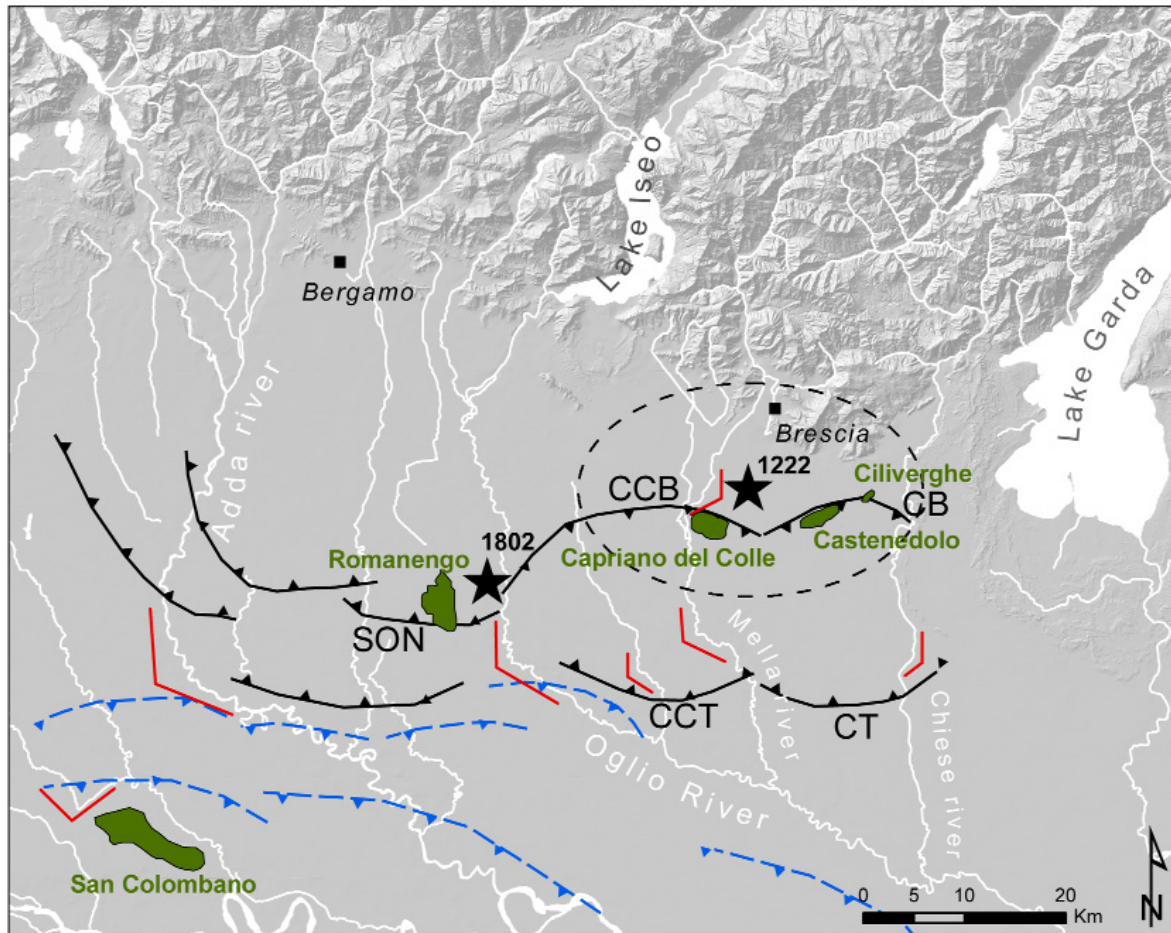 Lake Iseo
Bergamo
Lake Garda
Adda river
Brescia
1222
Ciliverghe
CCB
CB
1802
Romanengo
Capriano del Colle
Castenedolo
SON
Mella river
CCT
CT
Chiese river
Oglio River
San Colombano
0 5 10 20
Km
N